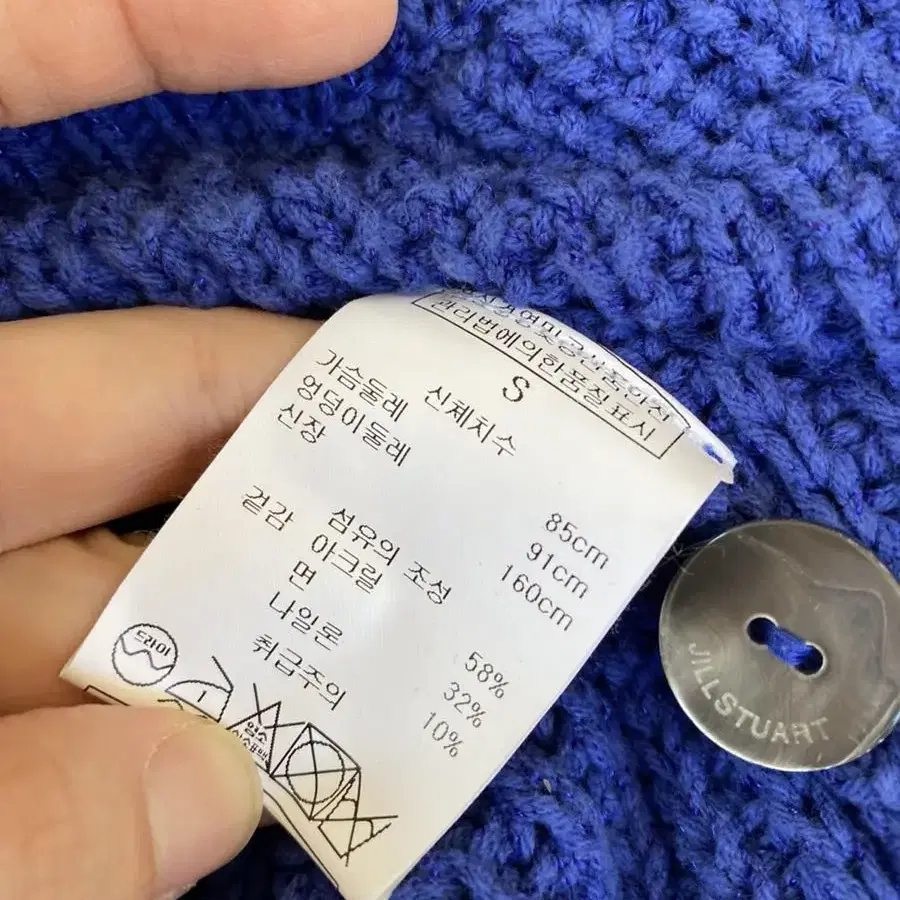 관리법에의한품질표시
S
신체치수
가슴둘레 85cm
엉덩이둘레 91cm
신장 160cm
섬유의 조성
겉감 아크릴 58%
면 32%
나일론 10%
취급주의
드라이
염소
JILLSTUART